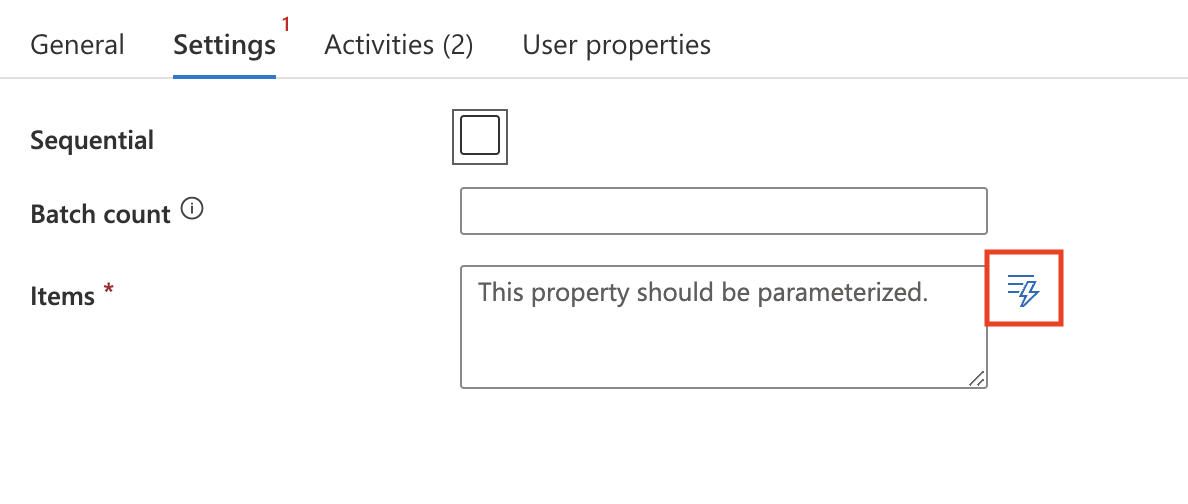 General Settings 1 Activities (2) User properties
Sequential
Batch count
Items * This property should be parameterized.